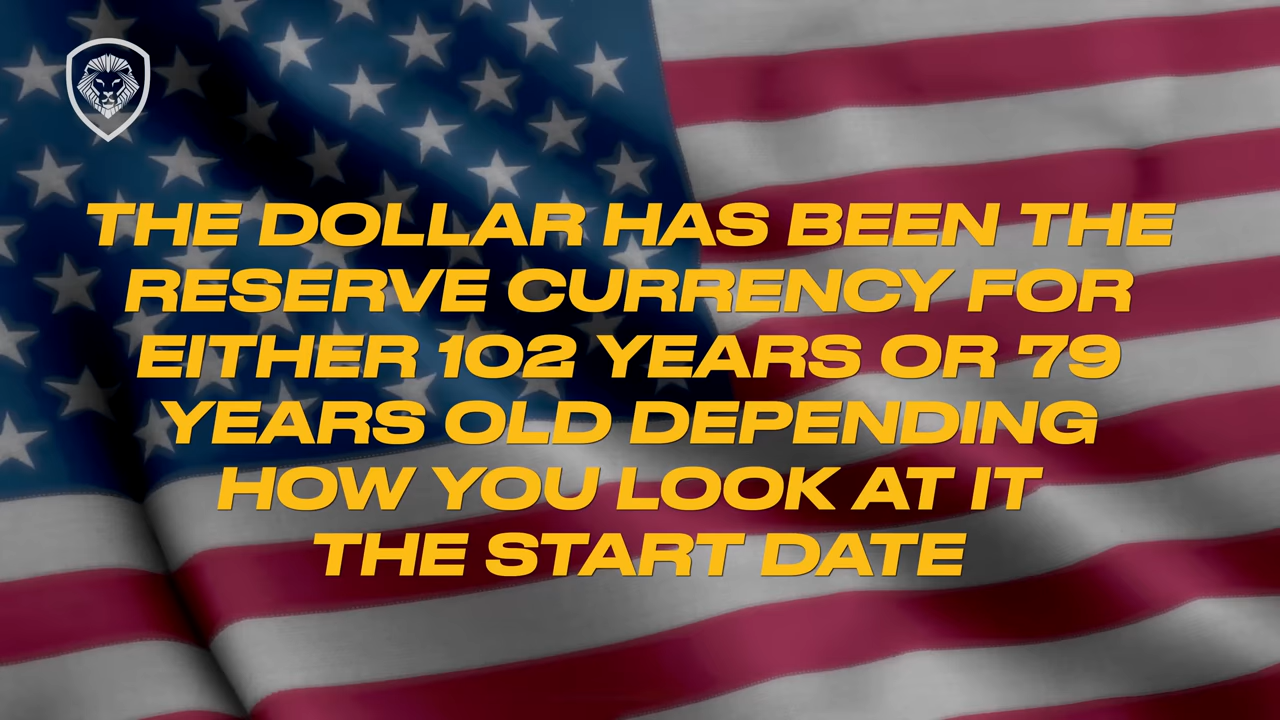 THE DOLLAR HAS BEEN THE
RESERVE CURRENCY FOR
EITHER 102 YEARS OR 79
YEARS OLD DEPENDING
HOW YOU LOOK AT IT
THE START DATE